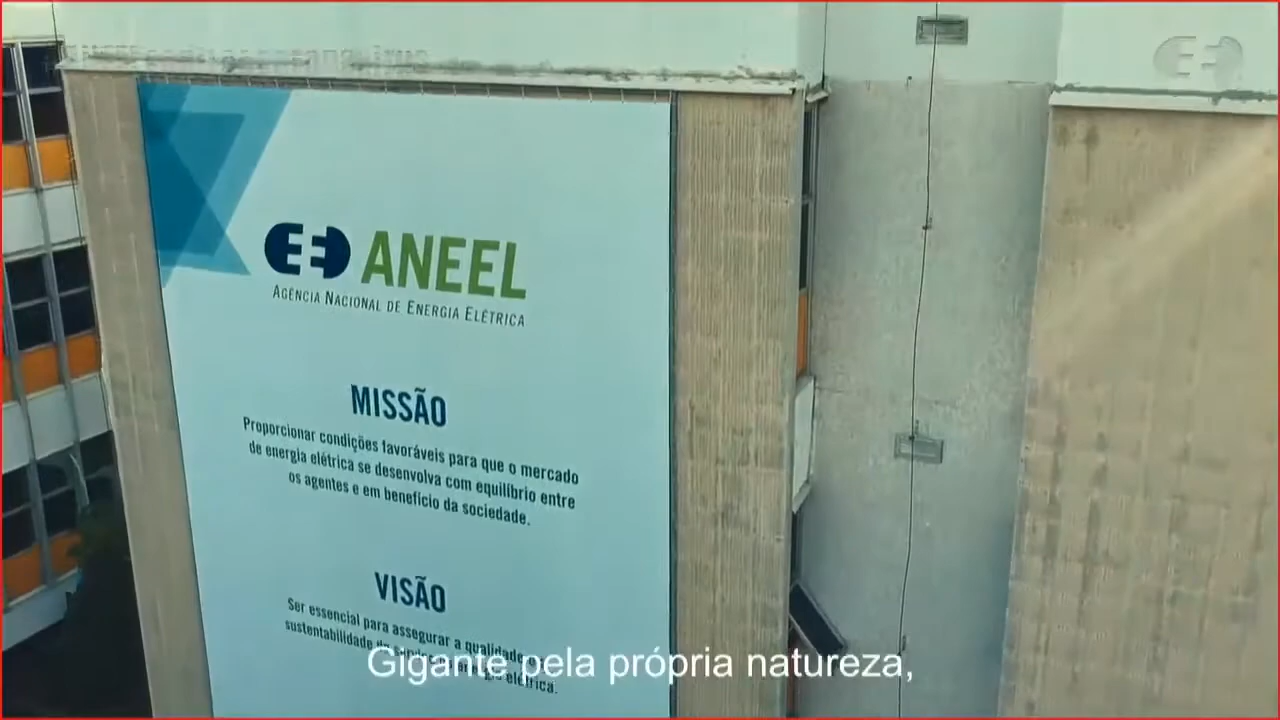 ANEEL
AGÊNCIA NACIONAL DE ENERGIA ELÉTRICA
MISSÃO
Proporcionar condições favoráveis para que o mercado
de energia elétrica se desenvolva com equilíbrio entre
os agentes e em benefício da sociedade.
VISÃO
Ser essencial para assegurar a qualidade
sustentabilidade
elétrica.
Gigante pela própria natureza,